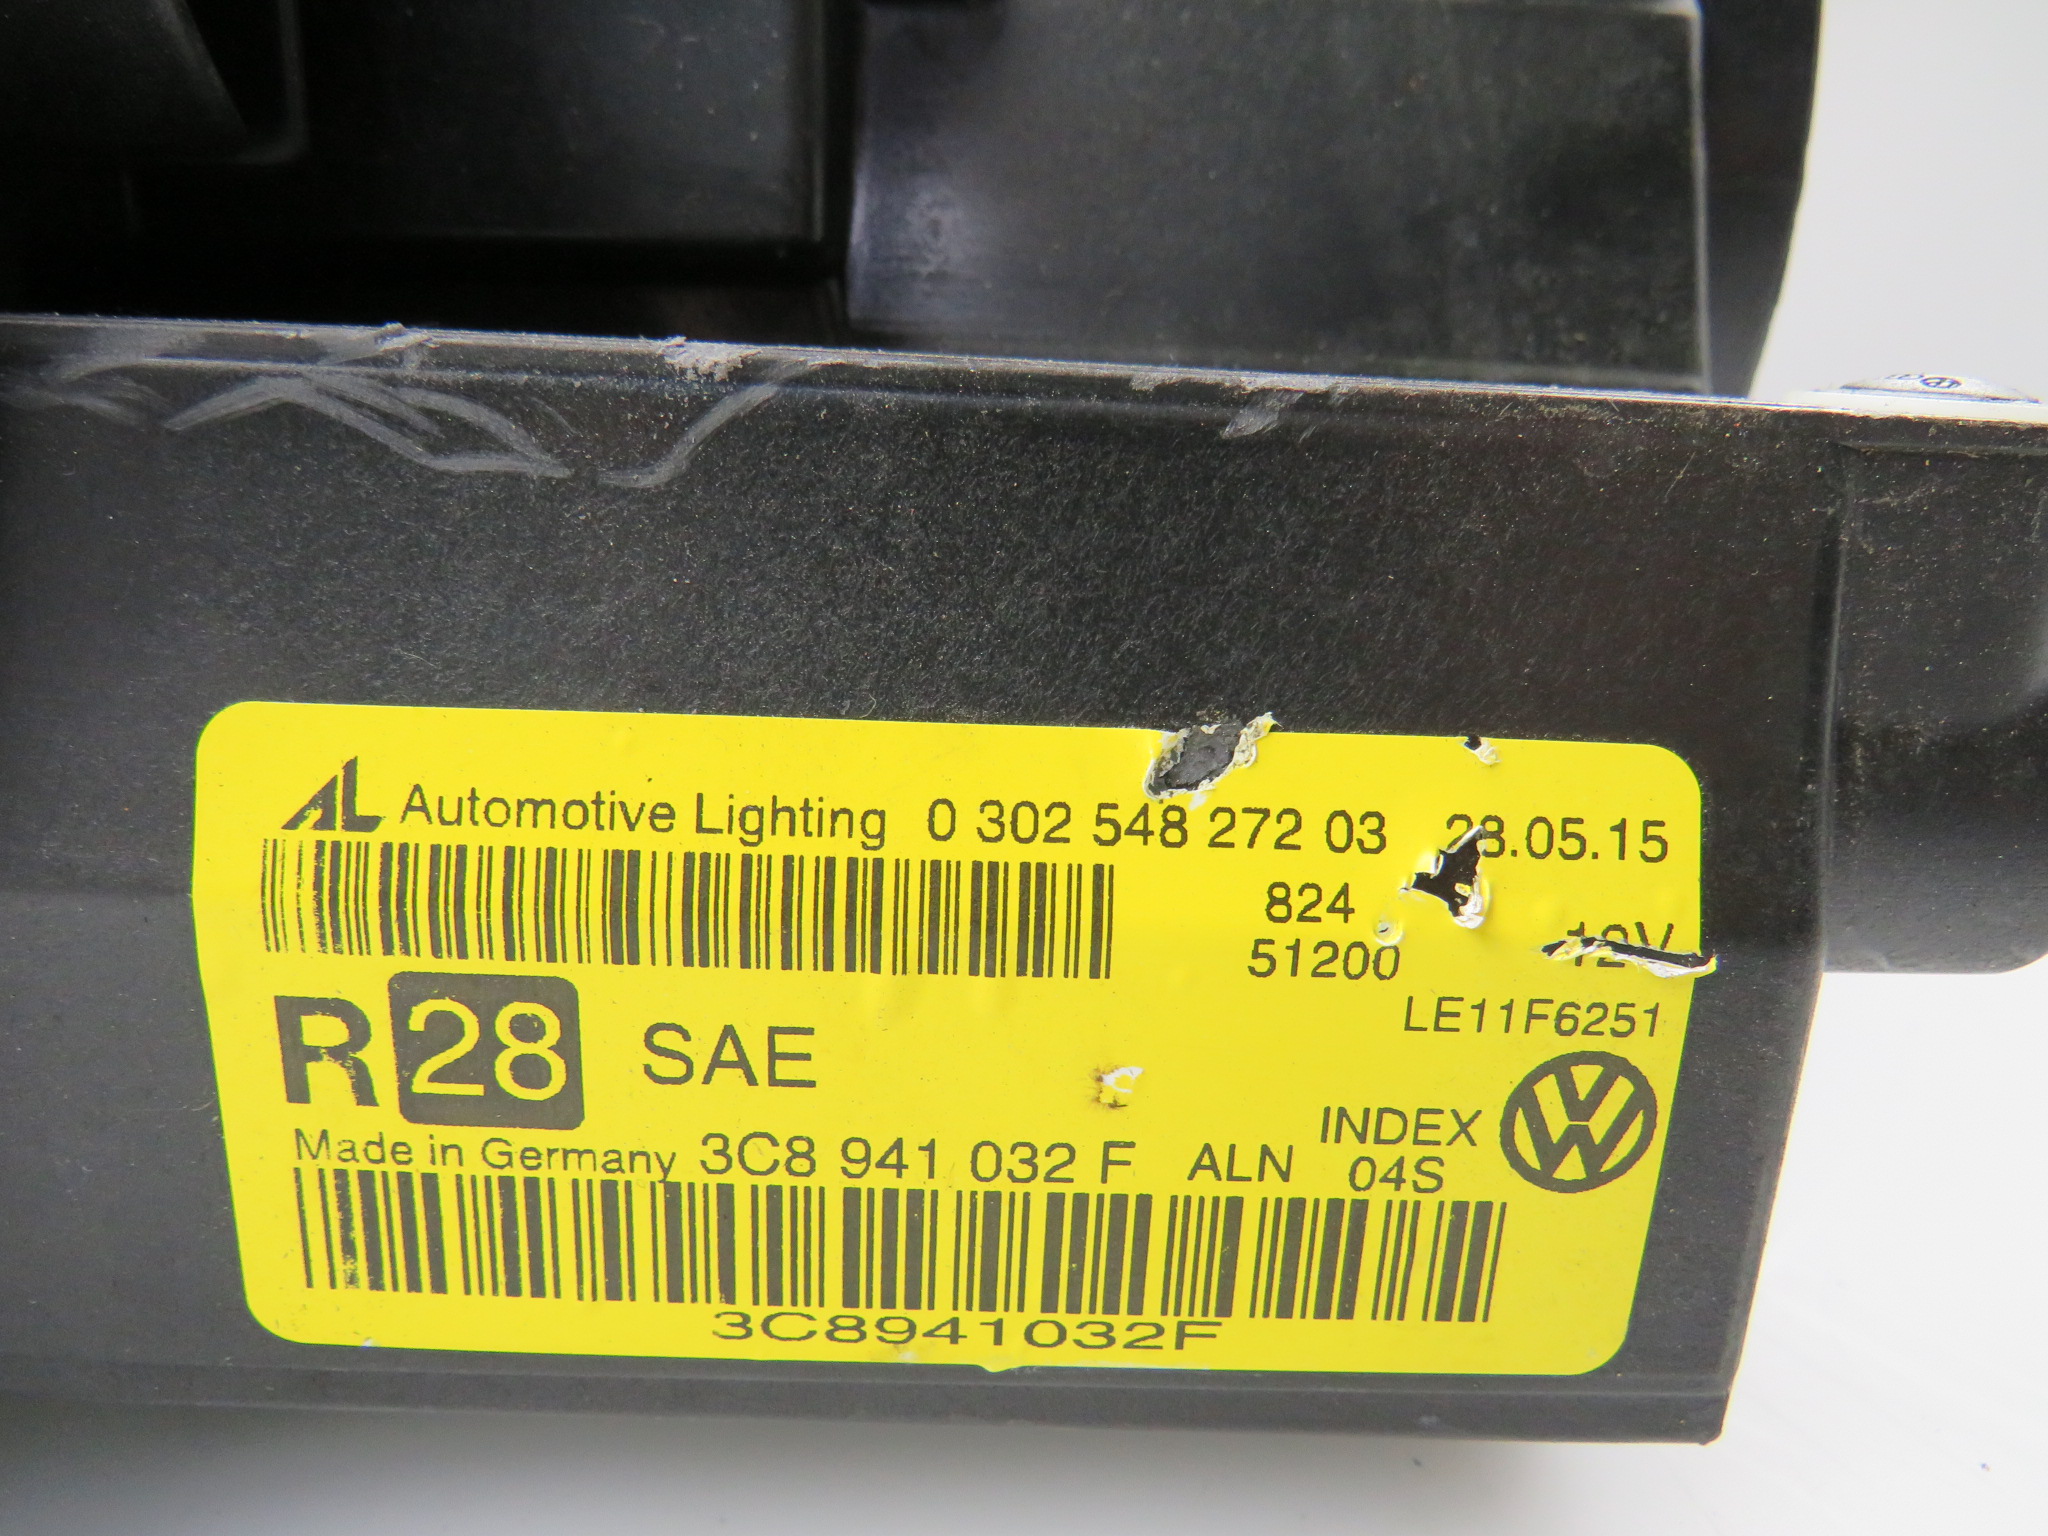 AL Automotive Lighting 0 302 548 272 03 28.05.15
824
51200 12V
LE11F6251
R 28 SAE
INDEX
Made in Germany 3C8 941 032 F ALN 04S
3C8941032F